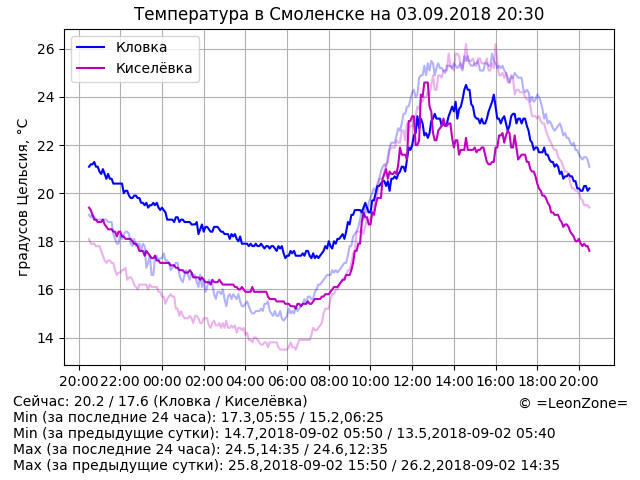 Температура в Смоленске на 03.09.2018 20:30
Кловка
Киселёвка
градусов Цельсия, °C
26
24
22
20
18
16
14
20:00 22:00 00:00 02:00 04:00 06:00 08:00 10:00 12:00 14:00 16:00 18:00 20:00
Сейчас: 20.2 / 17.6 (Кловка / Киселёвка)
© =LeonZone=
Min (за последние 24 часа): 17.3,05:55 / 15.2,06:25
Min (за предыдущие сутки): 14.7,2018-09-02 05:50 / 13.5,2018-09-02 05:40
Max (за последние 24 часа): 24.5,14:35 / 24.6,12:35
Max (за предыдущие сутки): 25.8,2018-09-02 15:50 / 26.2,2018-09-02 14:35